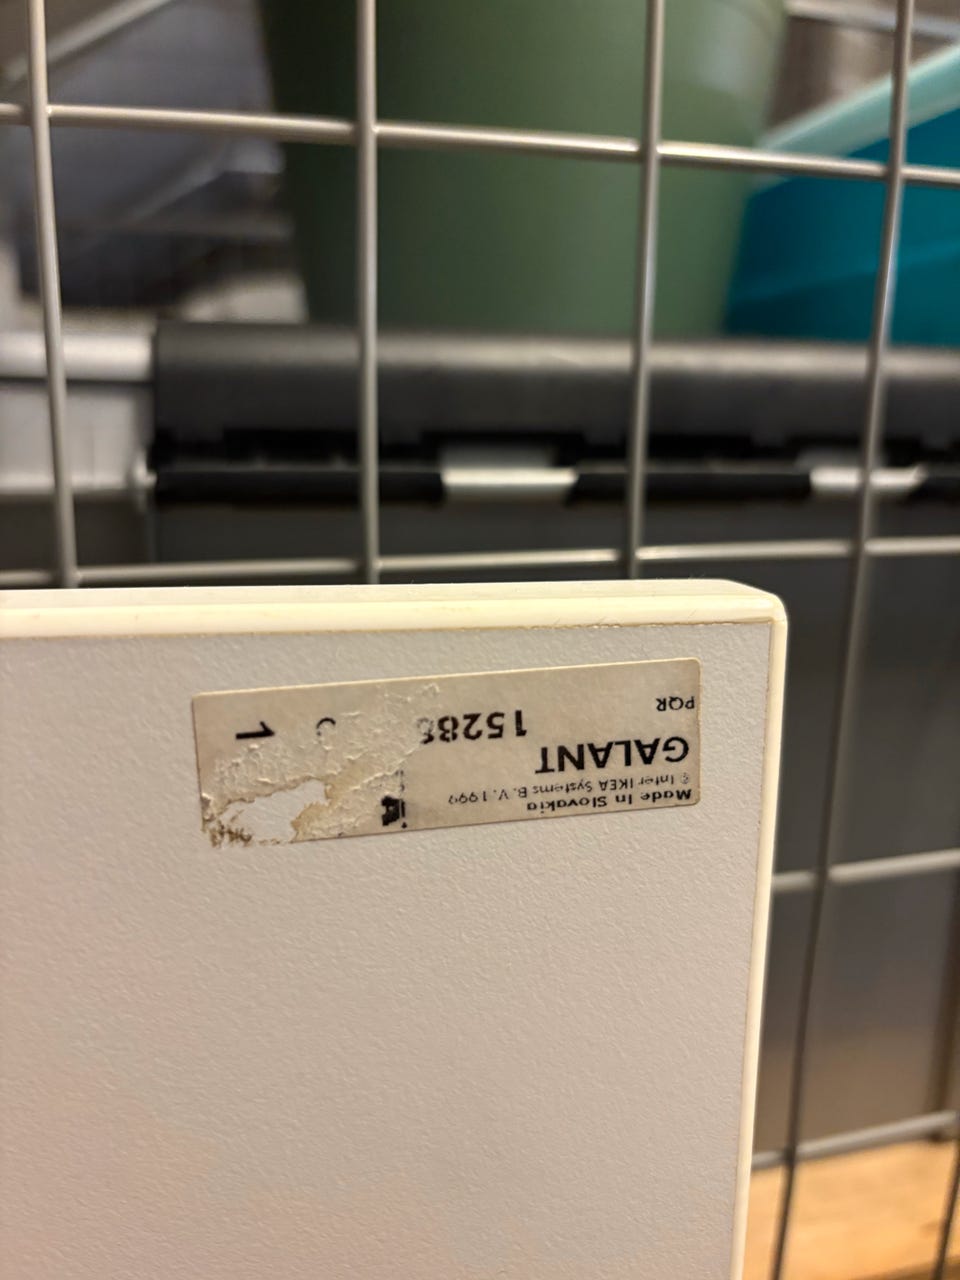 Made In Slovakia
© Inter IKEA Systems B.V. 1999
GALANT
PQR
1528
1